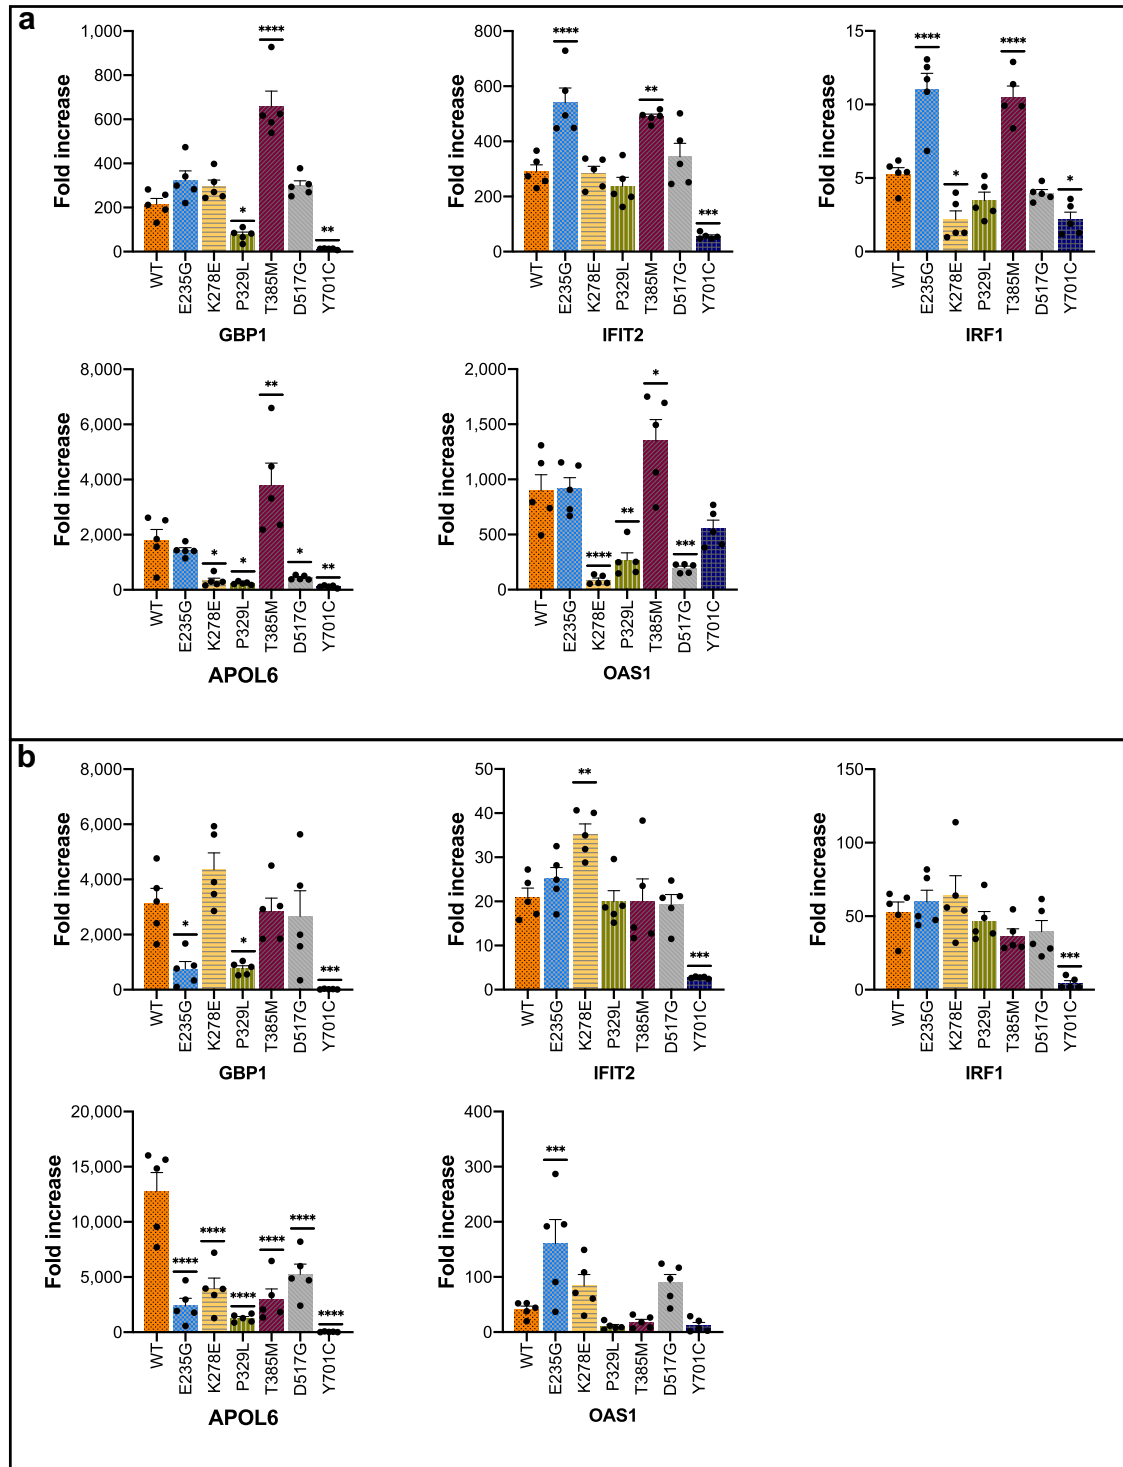 a
Fold increase
1,000
800
600
400
200
0
* ** ****
WT E235G K278E P329L T385M D517G Y701C
GBP1
Fold increase
800
600
400
200
0
**** ** ***
WT E235G K278E P329L T385M D517G Y701C
IFIT2
Fold increase
15
10
5
0
**** * **** *
WT E235G K278E P329L T385M D517G Y701C
IRF1
Fold increase
8,000
6,000
4,000
2,000
0
* * ** * **
WT E235G K278E P329L T385M D517G Y701C
APOL6
Fold increase
2,000
1,500
1,000
500
0
**** ** * ***
WT E235G K278E P329L T385M D517G Y701C
OAS1
b
Fold increase
8,000
6,000
4,000
2,000
0
* * ***
WT E235G K278E P329L T385M D517G Y701C
GBP1
Fold increase
50
40
30
20
10
0
** ***
WT E235G K278E P329L T385M D517G Y701C
IFIT2
Fold increase
150
100
50
0
***
WT E235G K278E P329L T385M D517G Y701C
IRF1
Fold increase
20,000
15,000
10,000
5,000
0
**** **** **** **** **** ****
WT E235G K278E P329L T385M D517G Y701C
APOL6
Fold increase
400
300
200
100
0
***
WT E235G K278E P329L T385M D517G Y701C
OAS1